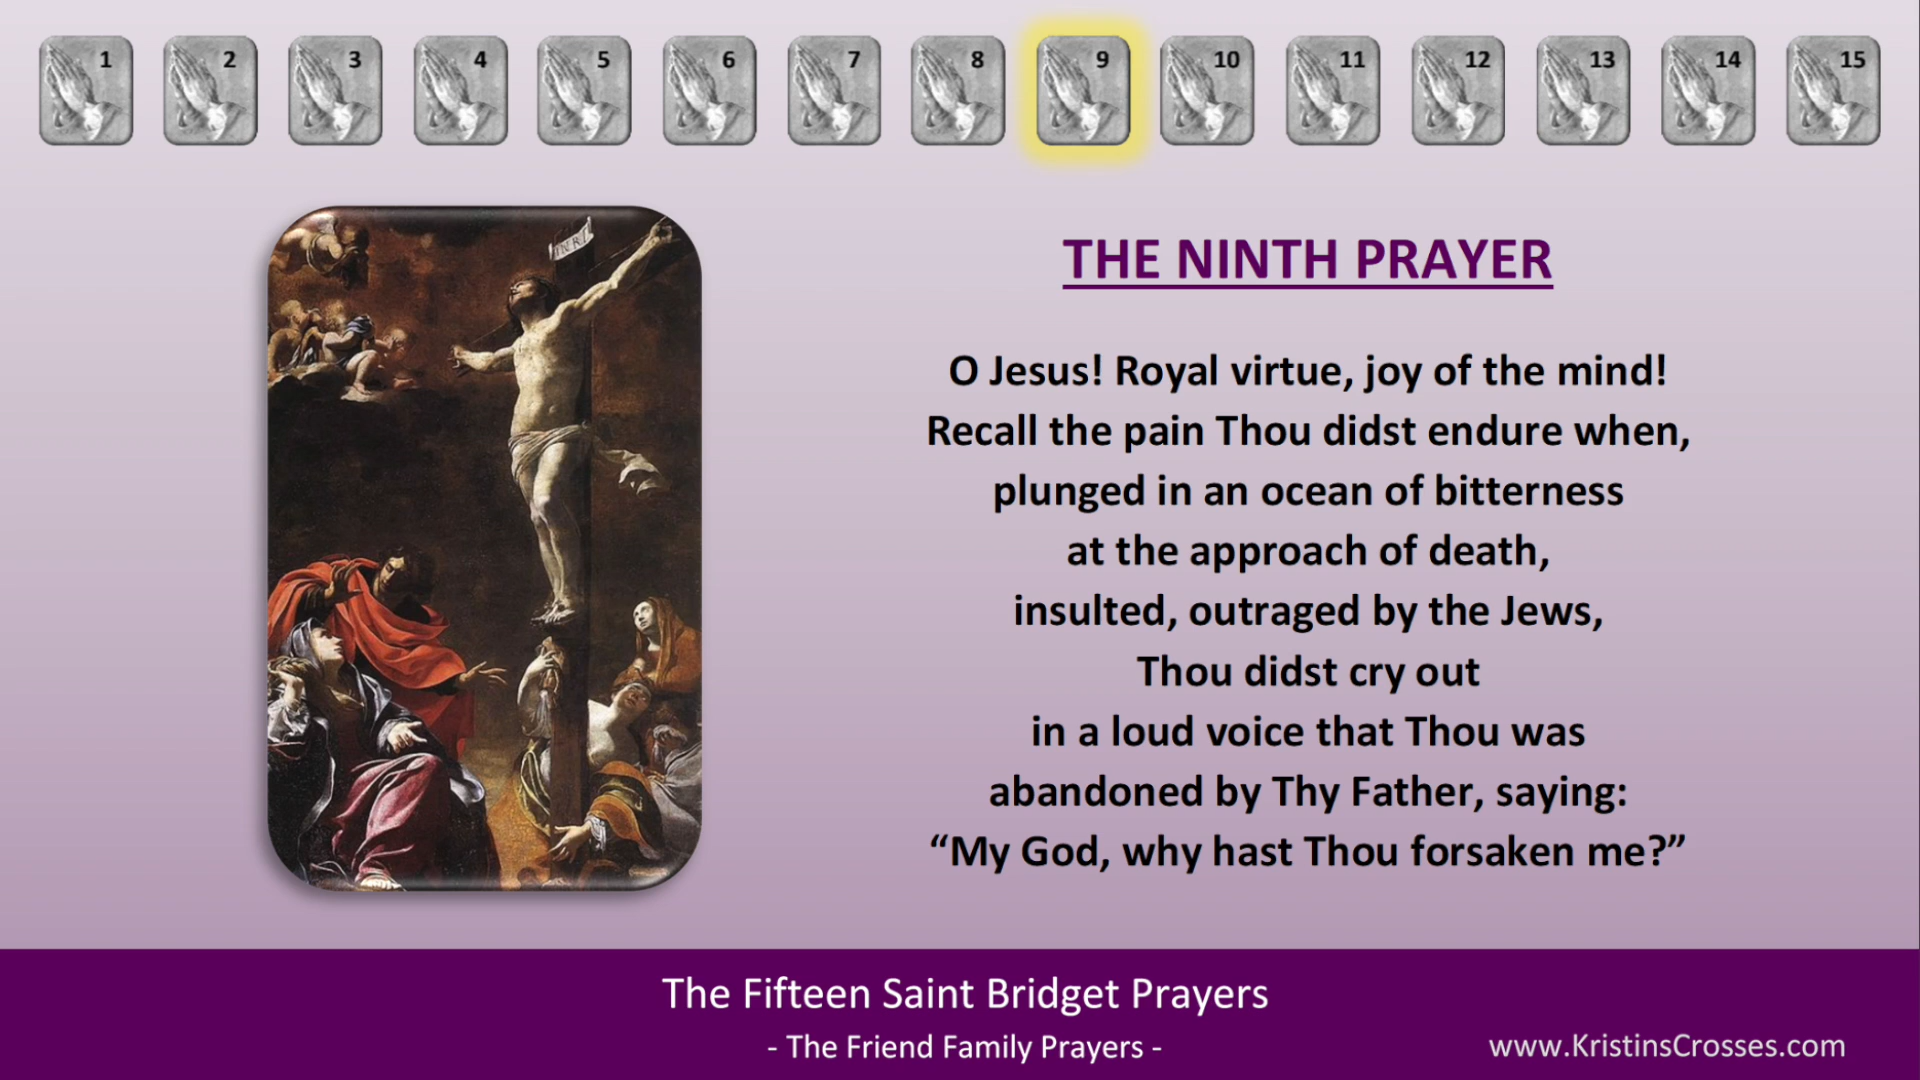 1 2 3 4 5 6 7 8 9 10 11 12 13 14 15
INRI
THE NINTH PRAYER
O Jesus! Royal virtue, joy of the mind!
Recall the pain Thou didst endure when,
plunged in an ocean of bitterness
at the approach of death,
insulted, outraged by the Jews,
Thou didst cry out
in a loud voice that Thou was
abandoned by Thy Father, saying:
“My God, why hast Thou forsaken me?”
The Fifteen Saint Bridget Prayers
- The Friend Family Prayers -
www.KristinsCrosses.com